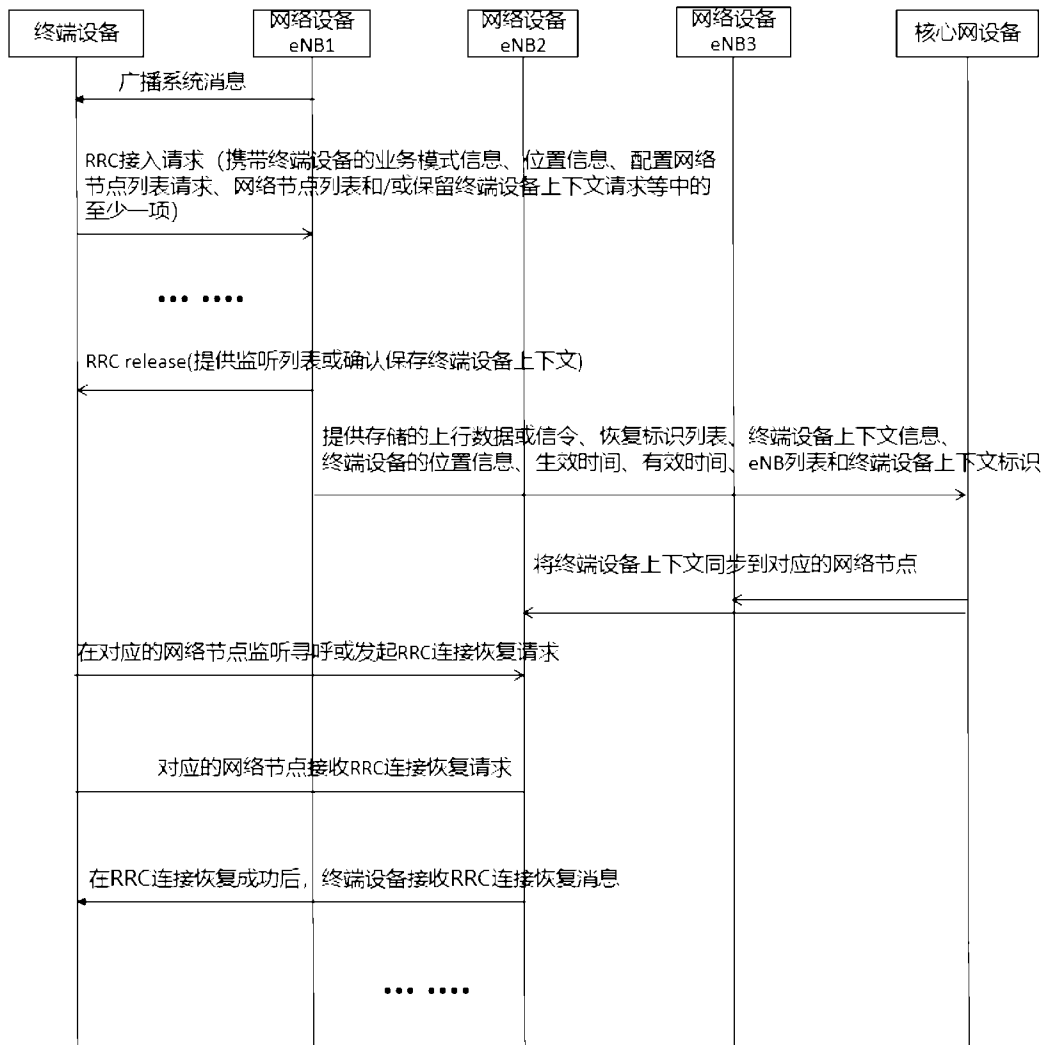 终端设备
网络设备
eNB1
网络设备
eNB2
网络设备
eNB3
核心网设备
广播系统消息
RRC接入请求（携带终端设备的业务模式信息、位置信息、配置网络
节点列表请求、网络节点列表和/或保留终端设备上下文请求等中的
至少一项）
... ....
RRC release(提供监听列表或确认保存终端设备上下文)
提供存储的上行数据或信令、恢复标识列表、终端设备上下文信息、
终端设备的位置信息、生效时间、有效时间、eNB列表和终端设备上下文标识
将终端设备上下文同步到对应的网络节点
在对应的网络节点监听寻呼或发起RRC连接恢复请求
对应的网络节点接收RRC连接恢复请求
在RRC连接恢复成功后，终端设备接收RRC连接恢复消息
... ....